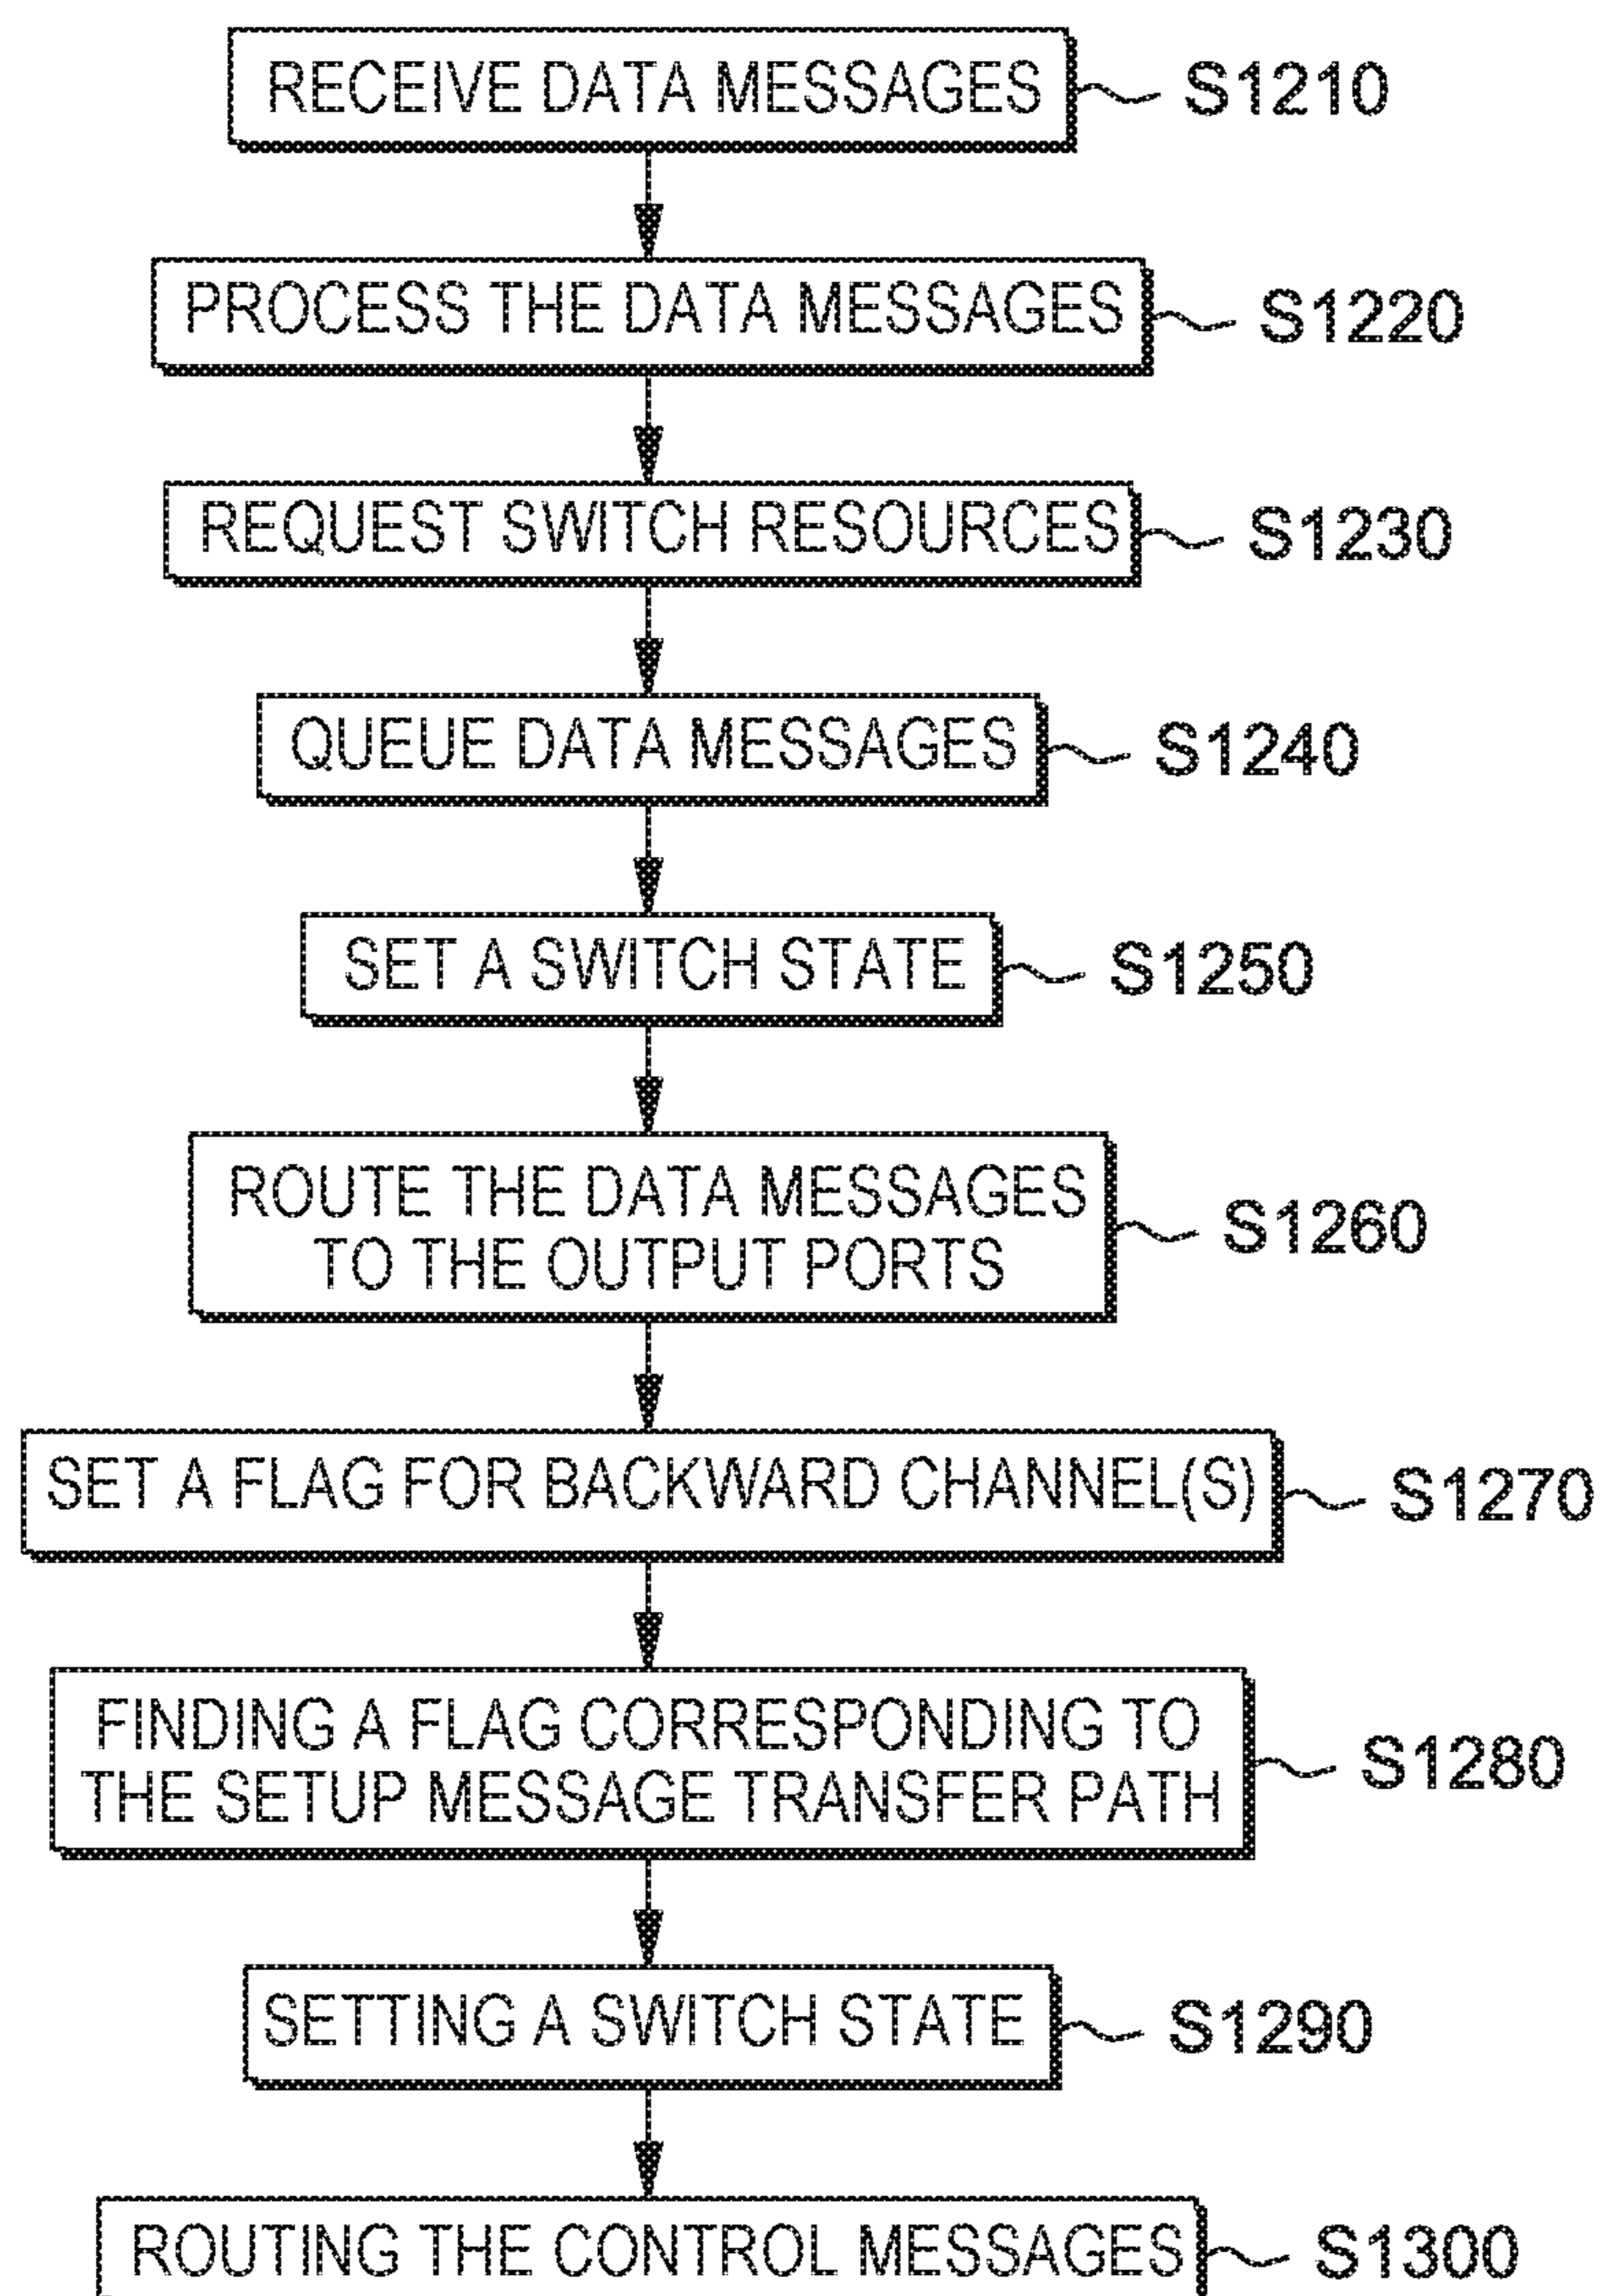 RECEIVE DATA MESSAGES S1210
PROCESS THE DATA MESSAGES S1220
REQUEST SWITCH RESOURCES S1230
QUEUE DATA MESSAGES S1240
SET A SWITCH STATE S1250
ROUTE THE DATA MESSAGES
TO THE OUTPUT PORTS
S1260
SET A FLAG FOR BACKWARD CHANNEL(S) S1270
FINDING A FLAG CORRESPONDING TO
THE SETUP MESSAGE TRANSFER PATH
S1280
SETTING A SWITCH STATE S1290
ROUTING THE CONTROL MESSAGES S1300